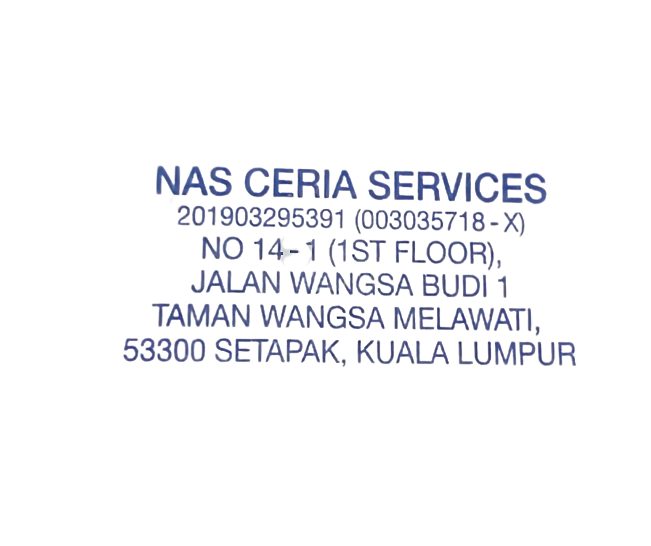 NAS CERIA SERVICES
201903295391 (003035718-X)
NO 14-1 (1ST FLOOR),
JALAN WANGSA BUDI 1
TAMAN WANGSA MELAWATI,
53300 SETAPAK, KUALA LUMPUR